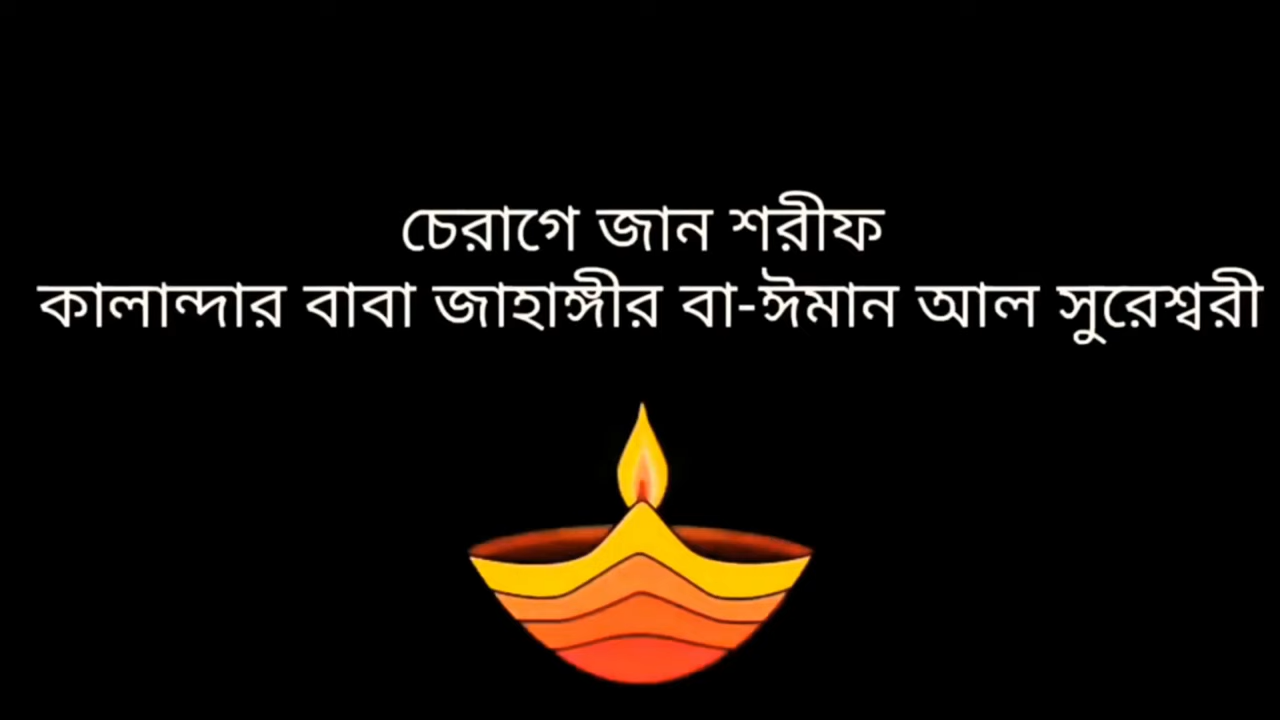 চেরাগে জান শরীফ
কালান্দার বাবা জাহাঙ্গীর বা-ঈমান আল সুরেশ্বরী